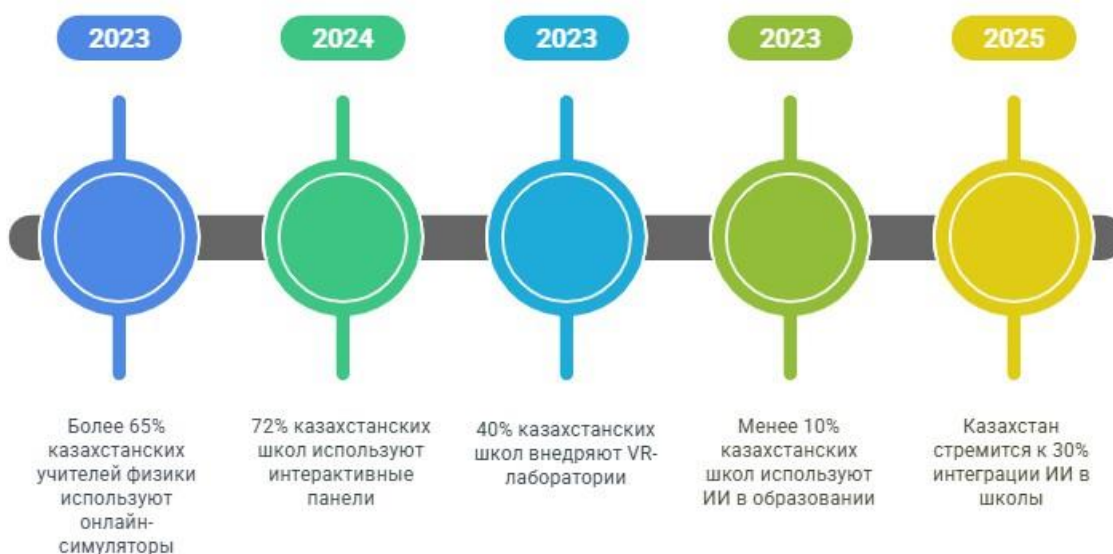 2023
2024
2023
2023
2025
Более 65%
казахстанских
учителей физики
используют
онлайн-
симуляторы
72% казахстанских
школ используют
интерактивные
панели
40% казахстанских
школ внедряют VR-
лаборатории
Менее 10%
казахстанских
школ используют
ИИ в образовании
Казахстан
стремится к 30%
интеграции ИИ в
школы